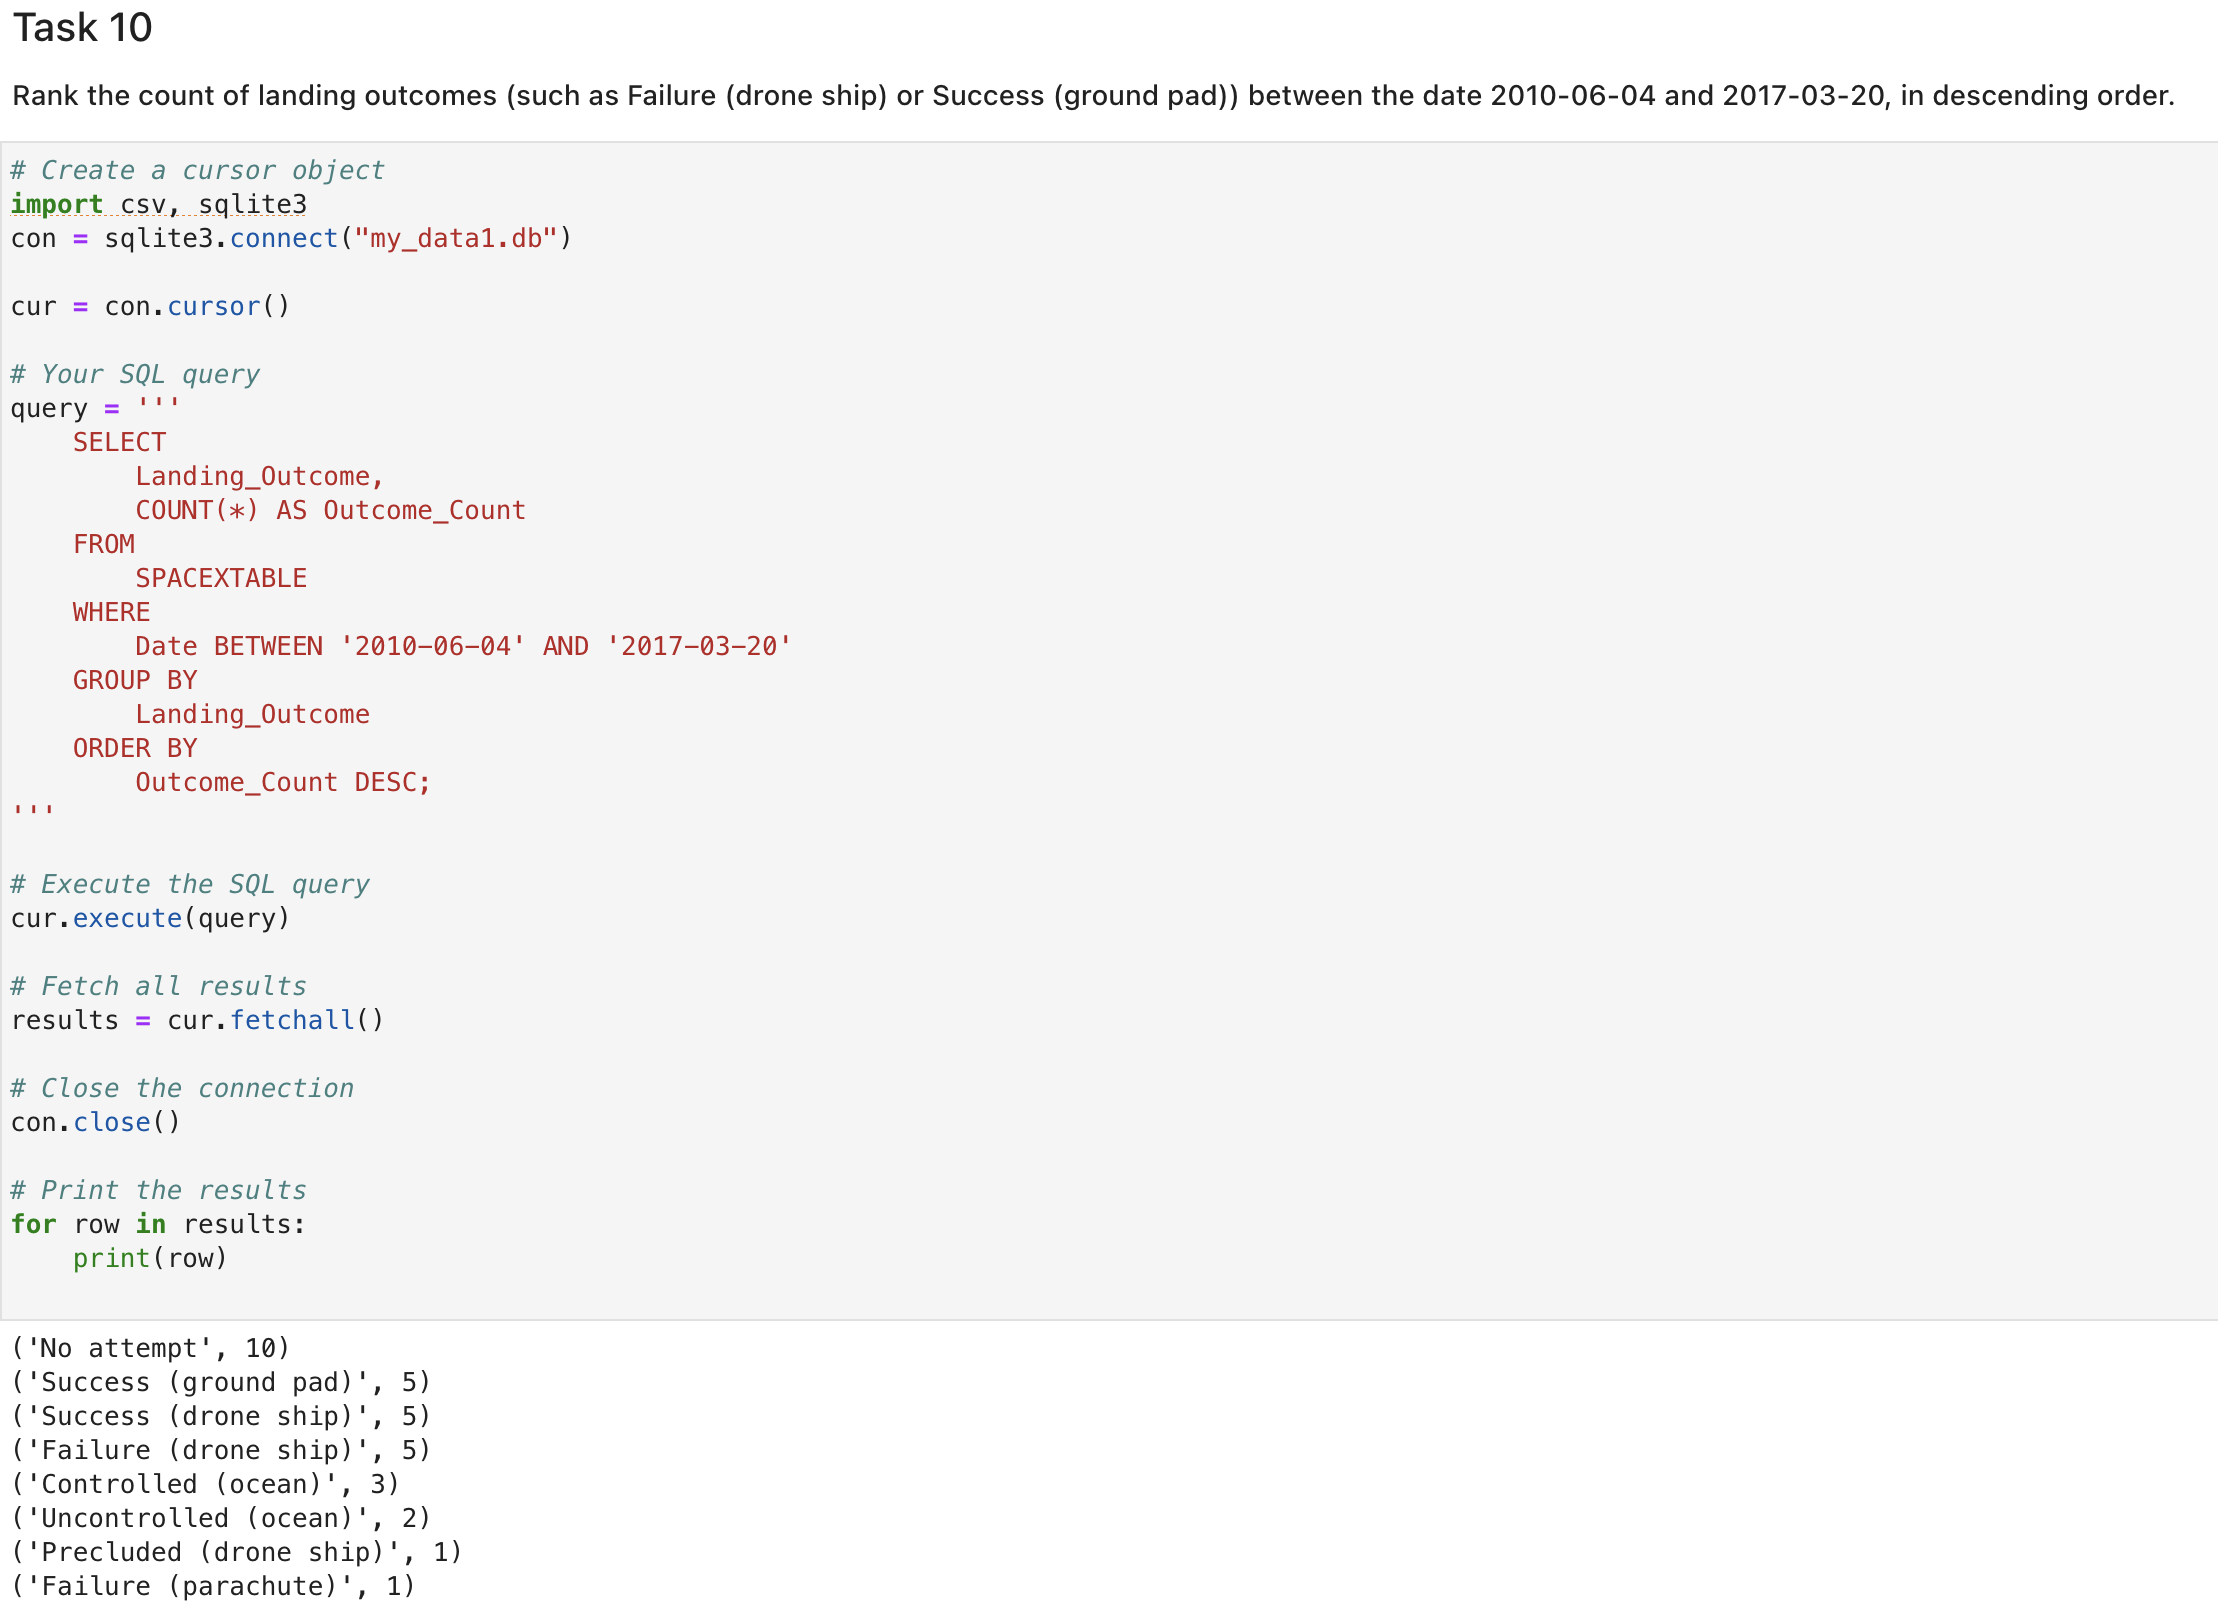 Task 10
Rank the count of landing outcomes (such as Failure (drone ship) or Success (ground pad)) between the date 2010-06-04 and 2017-03-20, in descending order.
# Create a cursor object
import csv, sqlite3
con = sqlite3.connect("my_data1.db")
cur = con.cursor()
# Your SQL query
query = '''
    SELECT
        Landing_Outcome,
        COUNT(*) AS Outcome_Count
    FROM
        SPACEXTABLE
    WHERE
        Date BETWEEN '2010-06-04' AND '2017-03-20'
    GROUP BY
        Landing_Outcome
    ORDER BY
        Outcome_Count DESC;
'''
# Execute the SQL query
cur.execute(query)
# Fetch all results
results = cur.fetchall()
# Close the connection
con.close()
# Print the results
for row in results:
    print(row)
('No attempt', 10)
('Success (ground pad)', 5)
('Success (drone ship)', 5)
('Failure (drone ship)', 5)
('Controlled (ocean)', 3)
('Uncontrolled (ocean)', 2)
('Precluded (drone ship)', 1)
('Failure (parachute)', 1)